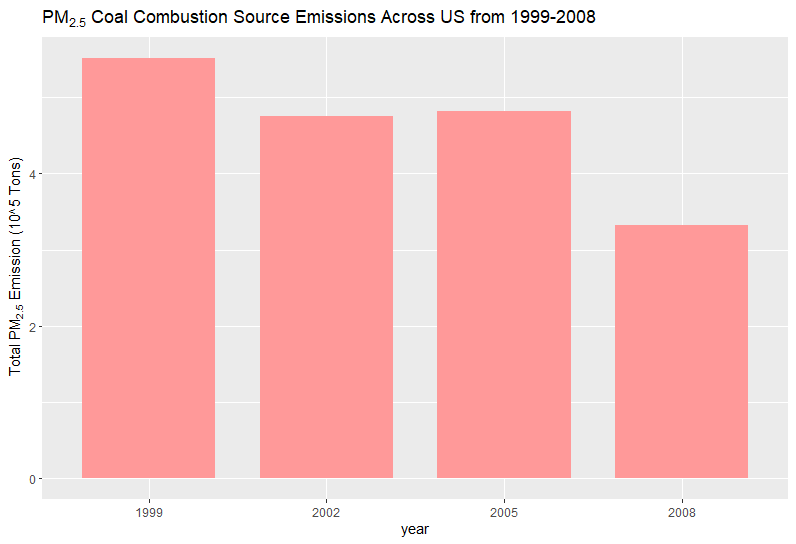 PM2.5 Coal Combustion Source Emissions Across US from 1999-2008
Total PM2.5 Emission (10^5 Tons)
4
2
0
1999 2002 2005 2008
year